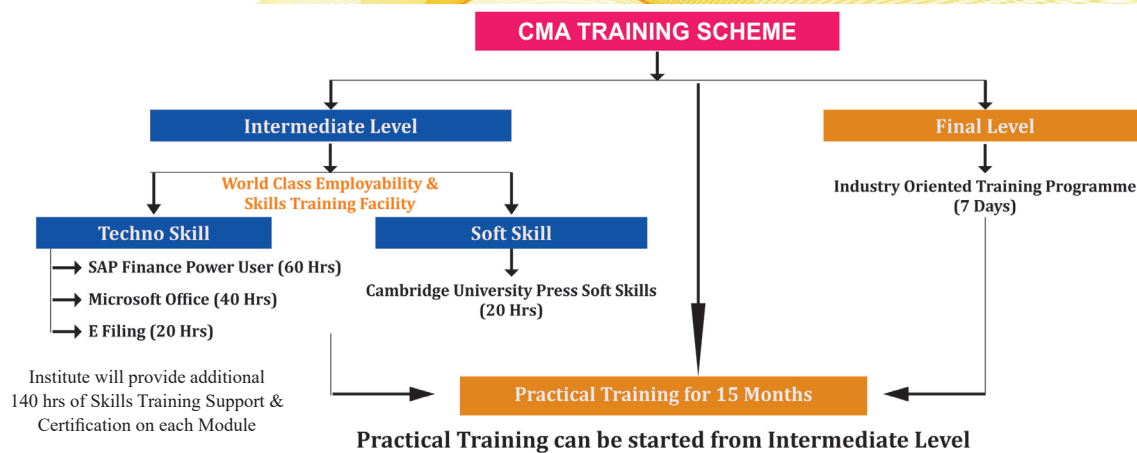 CMA TRAINING SCHEME
Intermediate Level
Final Level
World Class Employability &
Skills Training Facility
Industry Oriented Training Programme
(7 Days)
Techno Skill
Soft Skill
SAP Finance Power User (60 Hrs)
Microsoft Office (40 Hrs)
E Filing (20 Hrs)
Cambridge University Press Soft Skills
(20 Hrs)
Institute will provide additional
140 hrs of Skills Training Support &
Certification on each Module
Practical Training for 15 Months
Practical Training can be started from Intermediate Level